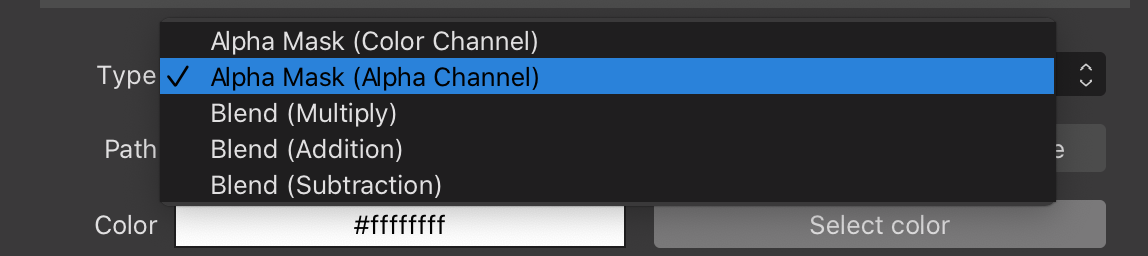 Alpha Mask (Color Channel)
Type ✓ Alpha Mask (Alpha Channel)
Blend (Multiply)
Path Blend (Addition)
Blend (Subtraction)
Color #ffffffff Select color